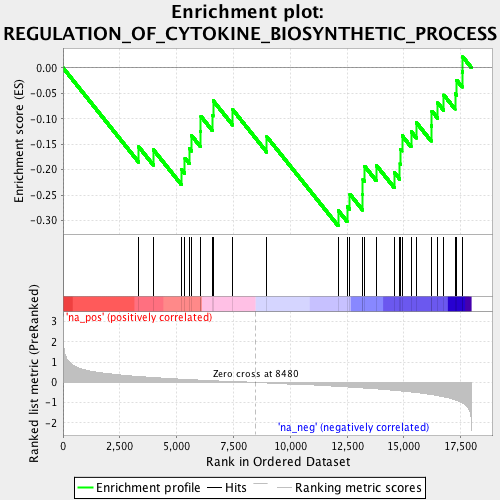 Enrichment plot:
REGULATION_OF_CYTOKINE_BIOSYNTHETIC_PROCESS
Enrichment score (ES)
0.00
-0.05
-0.10
-0.15
-0.20
-0.25
-0.30
Ranked list metric (PreRanked)
'na_pos' (positively correlated)
3
2
1
0
-1
-2
Zero cross at 8480
'na_neg' (negatively correlated)
0 2,500 5,000 7,500 10,000 12,500 15,000 17,500
Rank in Ordered Dataset
Enrichment profile Hits Ranking metric scores